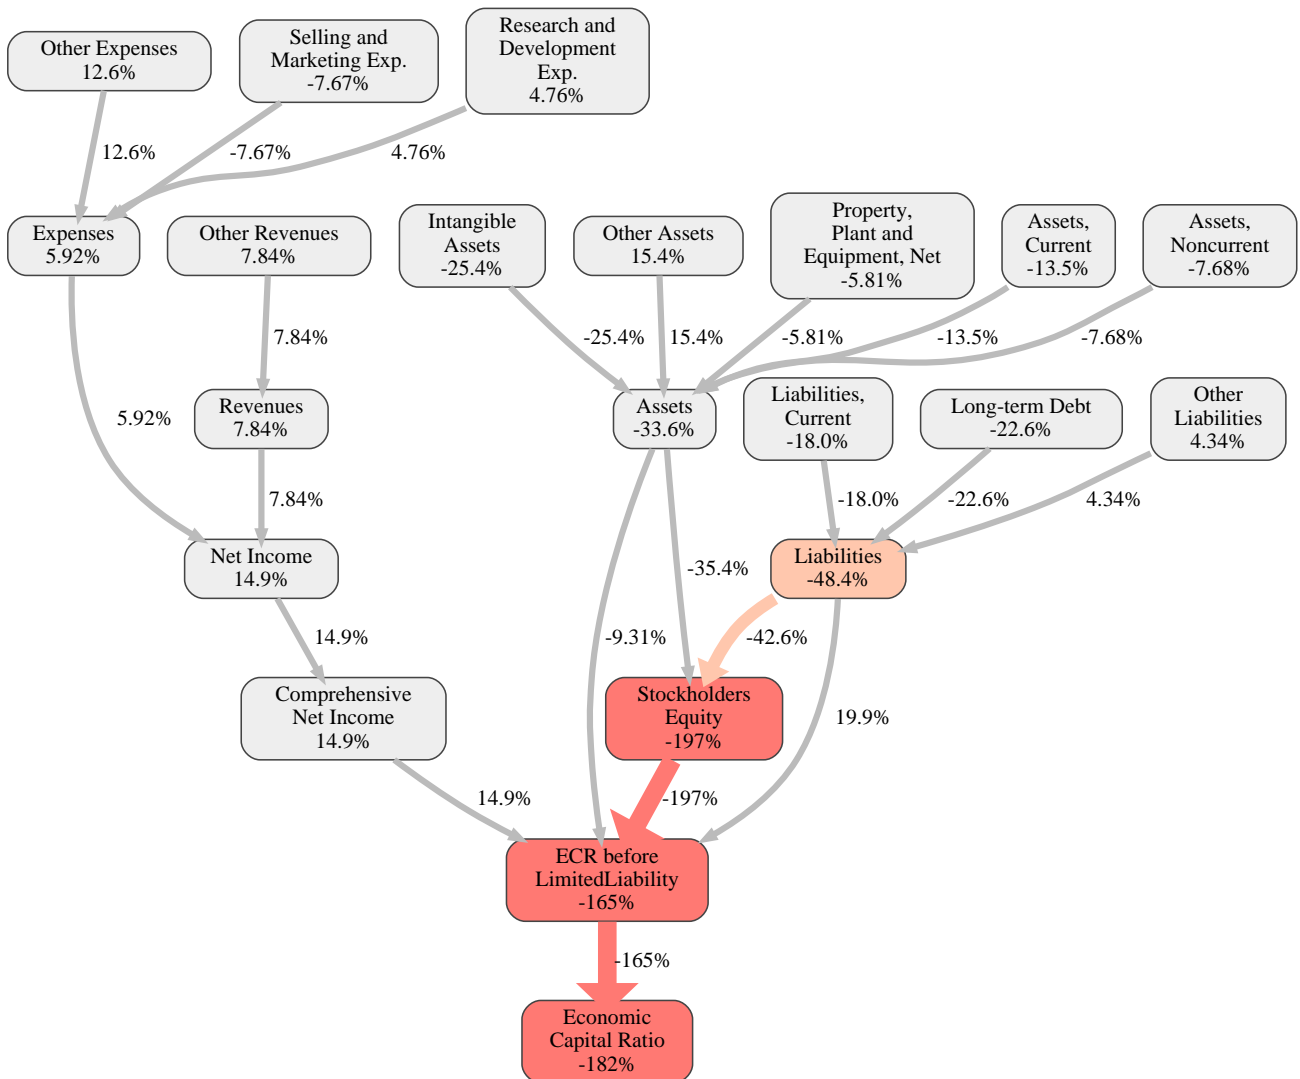 Other Expenses
12.6%
Selling and
Marketing Exp.
-7.67%
Research and
Development
Exp.
4.76%
12.6%
-7.67%
4.76%
Expenses
5.92%
Other Revenues
7.84%
Intangible
Assets
-25.4%
Other Assets
15.4%
Property,
Plant and
Equipment, Net
-5.81%
Assets,
Current
-13.5%
Assets,
Noncurrent
-7.68%
7.84%
-25.4%
15.4%
-5.81%
-13.5%
-7.68%
5.92%
Revenues
7.84%
Assets
-33.6%
Liabilities,
Current
-18.0%
Long-term Debt
-22.6%
Other
Liabilities
4.34%
7.84%
-18.0%
-22.6%
4.34%
Net Income
14.9%
-35.4%
Liabilities
-48.4%
14.9%
-9.31%
-42.6%
Comprehensive
Net Income
14.9%
Stockholders
Equity
-197%
19.9%
14.9%
-197%
ECR before
LimitedLiability
-165%
-165%
Economic
Capital Ratio
-182%